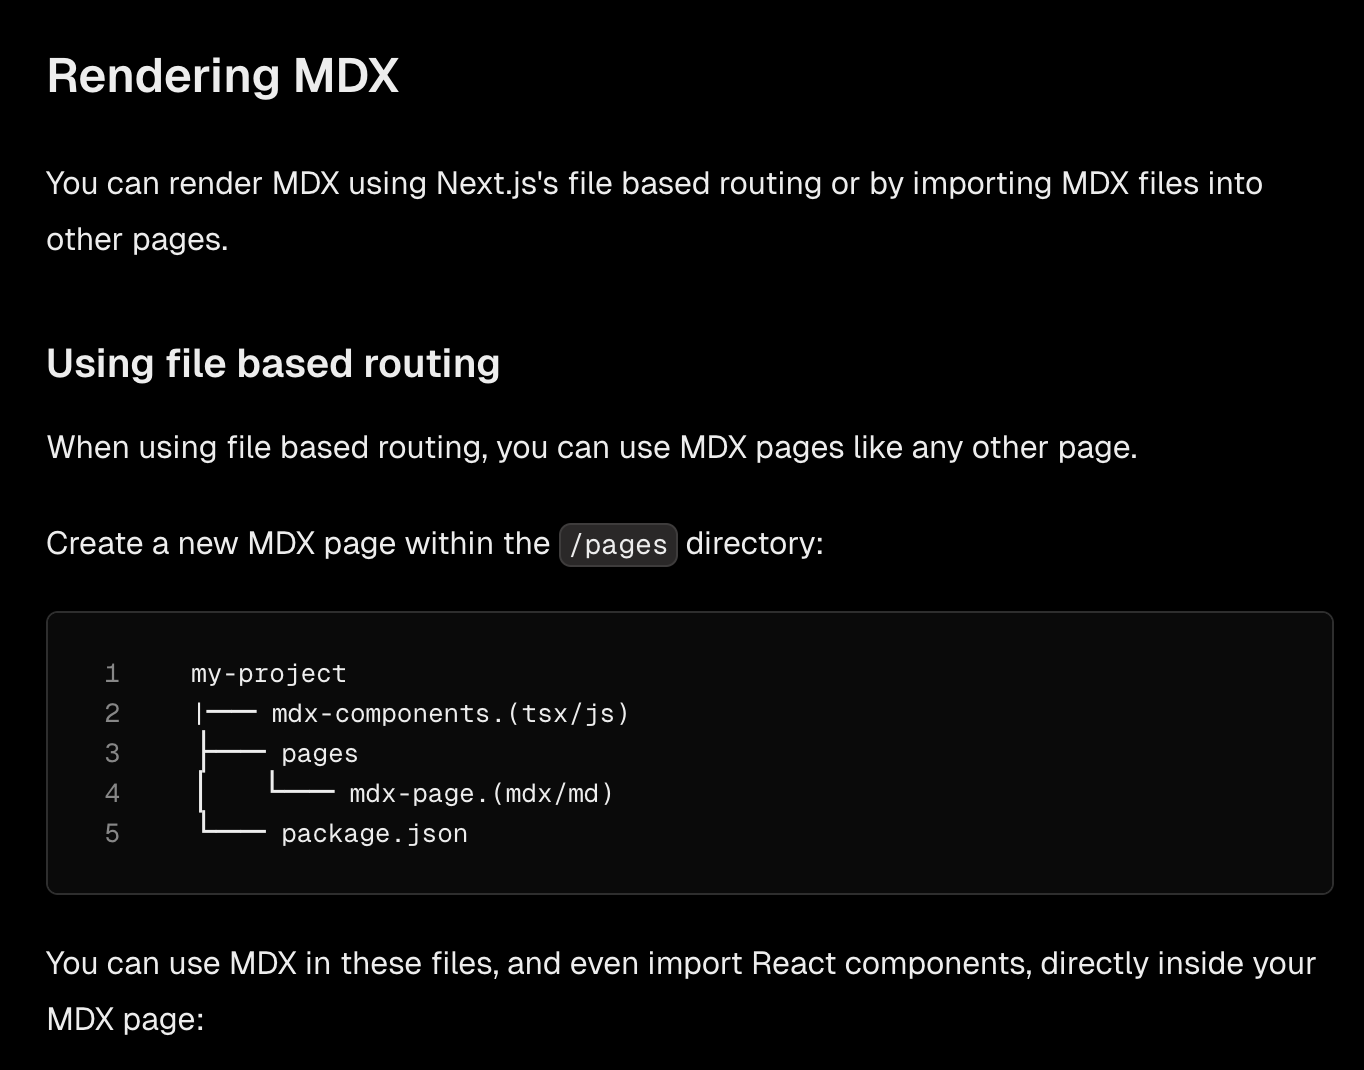 Rendering MDX
You can render MDX using Next.js's file based routing or by importing MDX files into
other pages.
Using file based routing
When using file based routing, you can use MDX pages like any other page.
Create a new MDX page within the /pages directory:
1 my-project
2 |─── mdx-components.(tsx/js)
3 ├──── pages
4 │    └──── mdx-page.(mdx/md)
5 └──── package.json
You can use MDX in these files, and even import React components, directly inside your
MDX page: